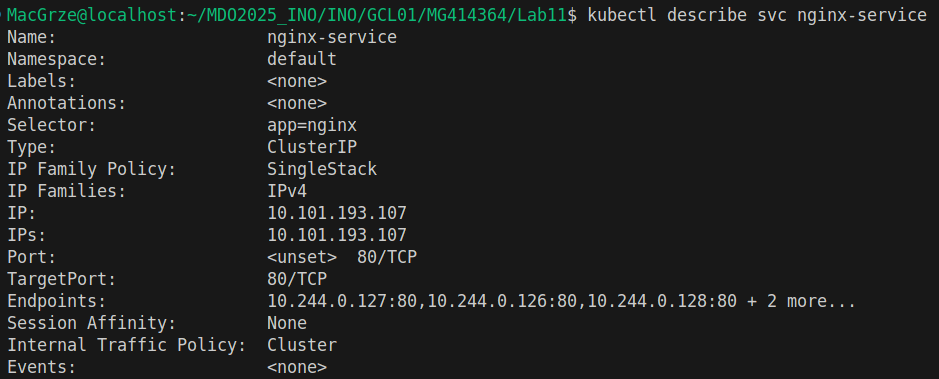 MacGrze@localhost:~/MDO2025_INO/INO/GCL01/MG414364/Lab11$ kubectl describe svc nginx-service
Name:                     nginx-service
Namespace:                default
Labels:                   <none>
Annotations:              <none>
Selector:                 app=nginx
Type:                     ClusterIP
IP Family Policy:         SingleStack
IP Families:              IPv4
IP:                       10.101.193.107
IPs:                      10.101.193.107
Port:                     <unset>  80/TCP
TargetPort:               80/TCP
Endpoints:                10.244.0.127:80,10.244.0.126:80,10.244.0.128:80 + 2 more...
Session Affinity:         None
Internal Traffic Policy:  Cluster
Events:                   <none>